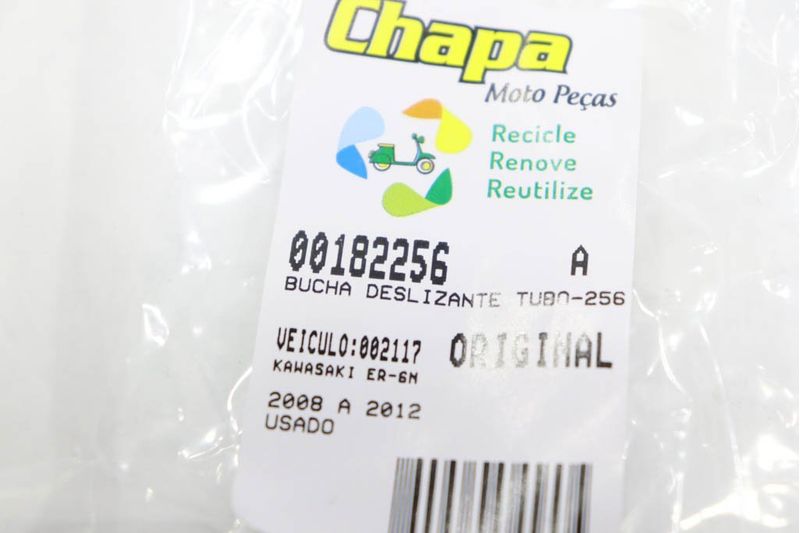 Chapa
Moto Peças
Recicle
Renove
Reutilize
00182256 A
BUCHA DESLIZANTE TUBO-256
VEICULO:002117 ORIGINAL
KAWASAKI ER-6N
2008 A 2012
USADO